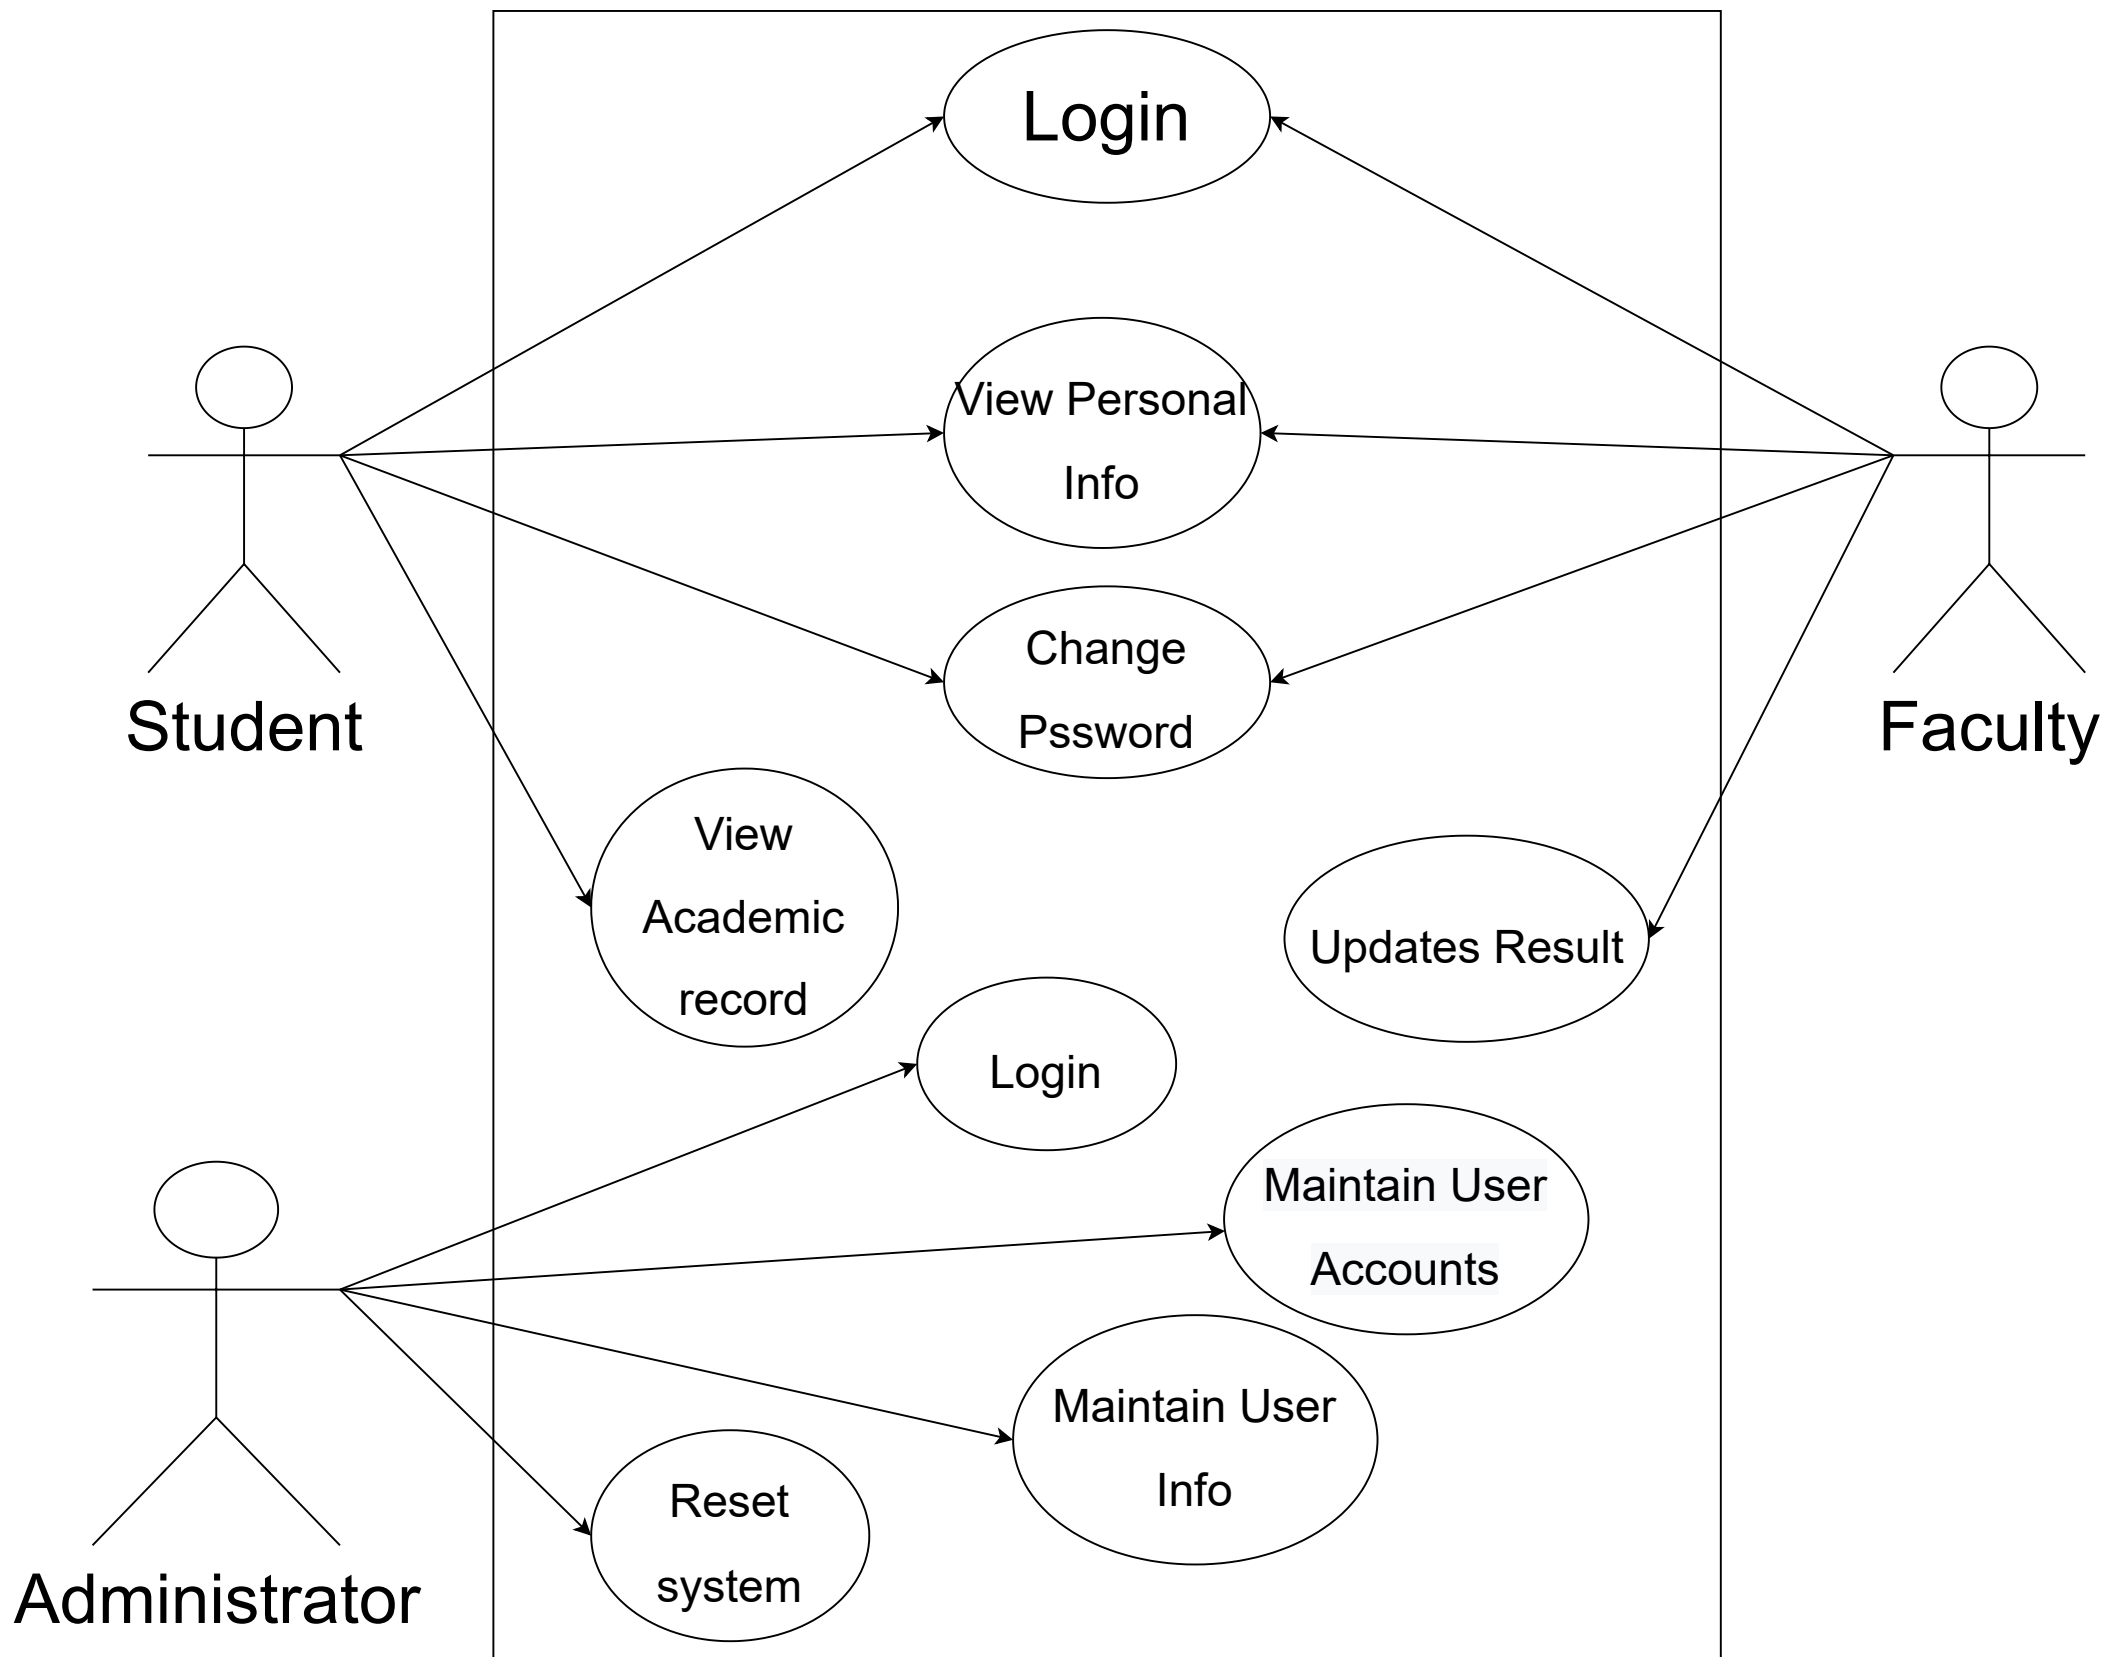 Login
View Personal
Info
Change
Pssword
Student
Faculty
View
Academic
record
Updates Result
Login
Maintain User
Accounts
Maintain User
Info
Reset
system
Administrator